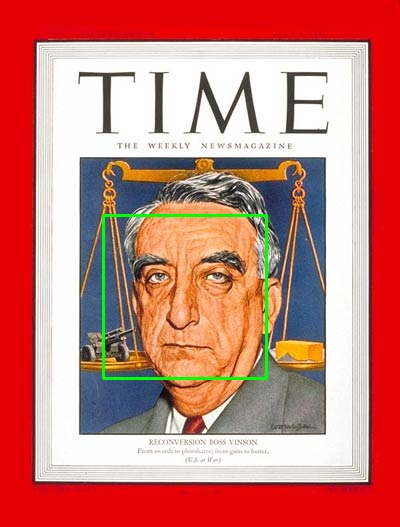 TIME
THE WEEKLY NEWSMAGAZINE
RECONVERSION BOSS VINSON
From swords to plowshares; from guns to butter.
(U.S. at War)